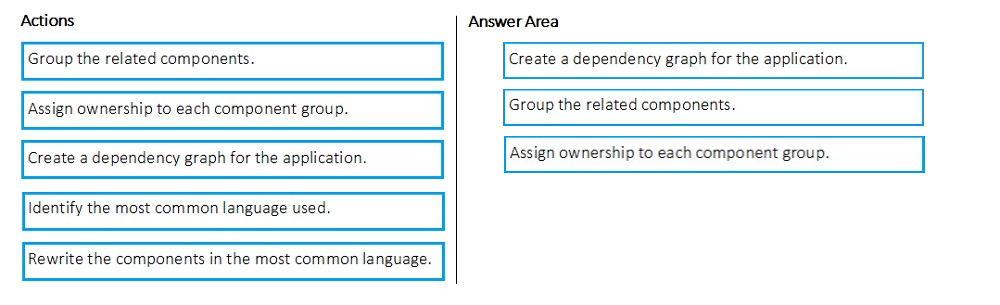 Actions
Group the related components.
Assign ownership to each component group.
Create a dependency graph for the application.
Identify the most common language used.
Rewrite the components in the most common language.
Answer Area
Create a dependency graph for the application.
Group the related components.
Assign ownership to each component group.